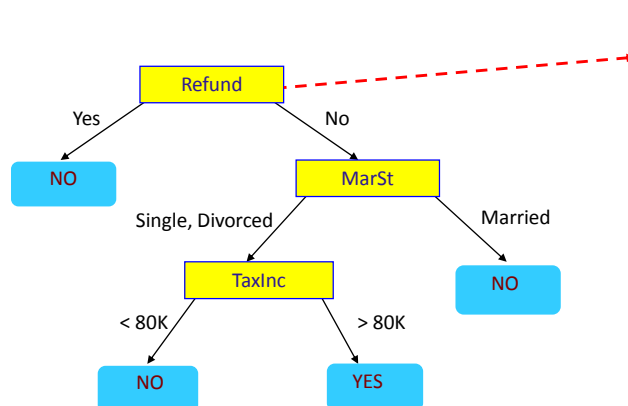 Refund
Yes
No
NO
MarSt
Single, Divorced
Married
TaxInc
NO
< 80K
> 80K
NO
YES